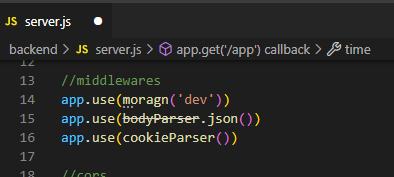 JS server.js
backend > JS server.js > app.get('/app') callback > time
12
13 //middlewares
14 app.use(moragn('dev'))
15 app.use(bodyParser.json())
16 app.use(cookieParser())
17
18 //cors